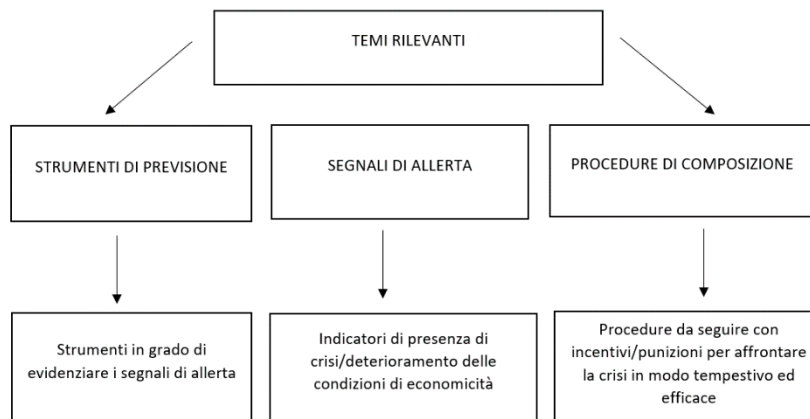 TEMI RILEVANTI
STRUMENTI DI PREVISIONE
SEGNALI DI ALLERTA
PROCEDURE DI COMPOSIZIONE
Strumenti in grado di
evidenziare i segnali di allerta
Indicatori di presenza di
crisi/deterioramento delle
condizioni di economicità
Procedure da seguire con
incentivi/punizioni per affrontare
la crisi in modo tempestivo ed
efficace